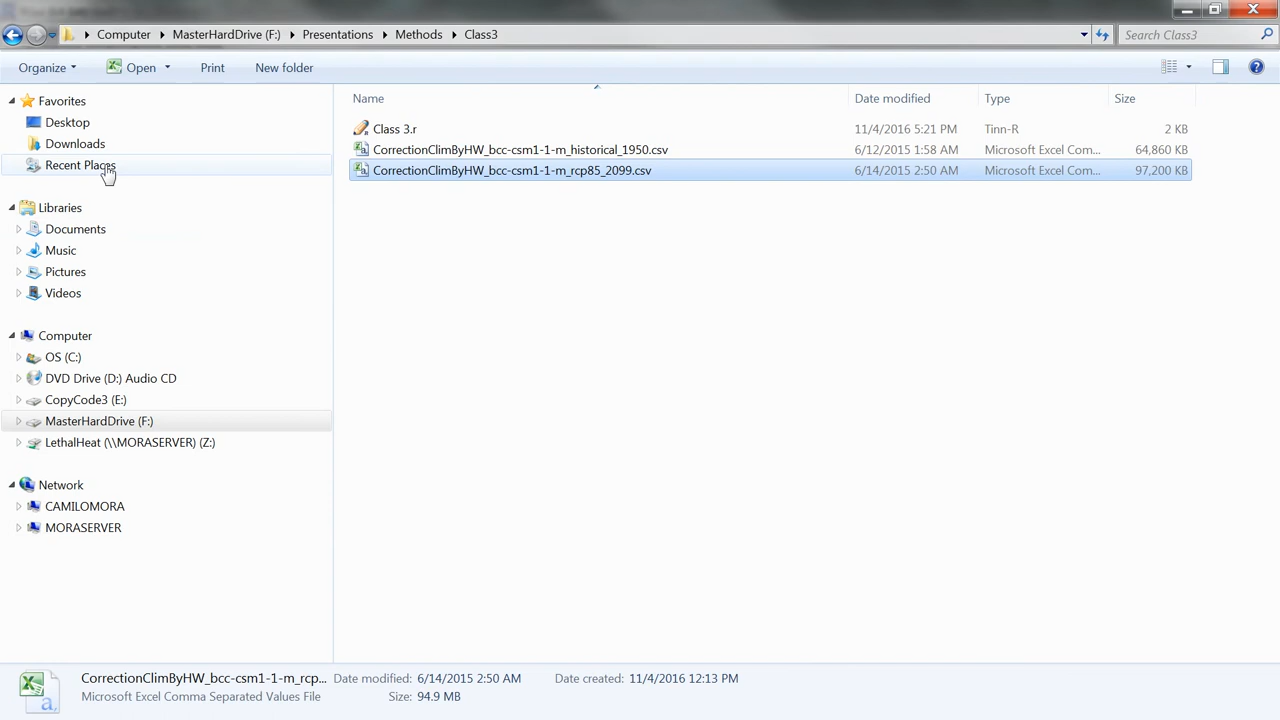 Computer MasterHardDrive (F:) Presentations Methods Class3 Search Class3
Organize Open Print New folder
Favorites
Desktop
Downloads
Recent Places
Libraries
Documents
Music
Pictures
Videos
Computer
OS (C:)
DVD Drive (D:) Audio CD
CopyCode3 (E:)
MasterHardDrive (F:)
LethalHeat (\\MORASERVER) (Z:)
Network
CAMILOMORA
MORASERVER
Name Date modified Type Size
Class 3.r 11/4/2016 5:21 PM Tinn-R 2 KB
CorrectionClimByHW_bcc-csm1-1-m_historical_1950.csv 6/12/2015 1:58 AM Microsoft Excel Com... 64,860 KB
CorrectionClimByHW_bcc-csm1-1-m_rcp85_2099.csv 6/14/2015 2:50 AM Microsoft Excel Com... 97,200 KB
CorrectionClimByHW_bcc-csm1-1-m_rcp... Date modified: 6/14/2015 2:50 AM Date created: 11/4/2016 12:13 PM
Microsoft Excel Comma Separated Values File Size: 94.9 MB